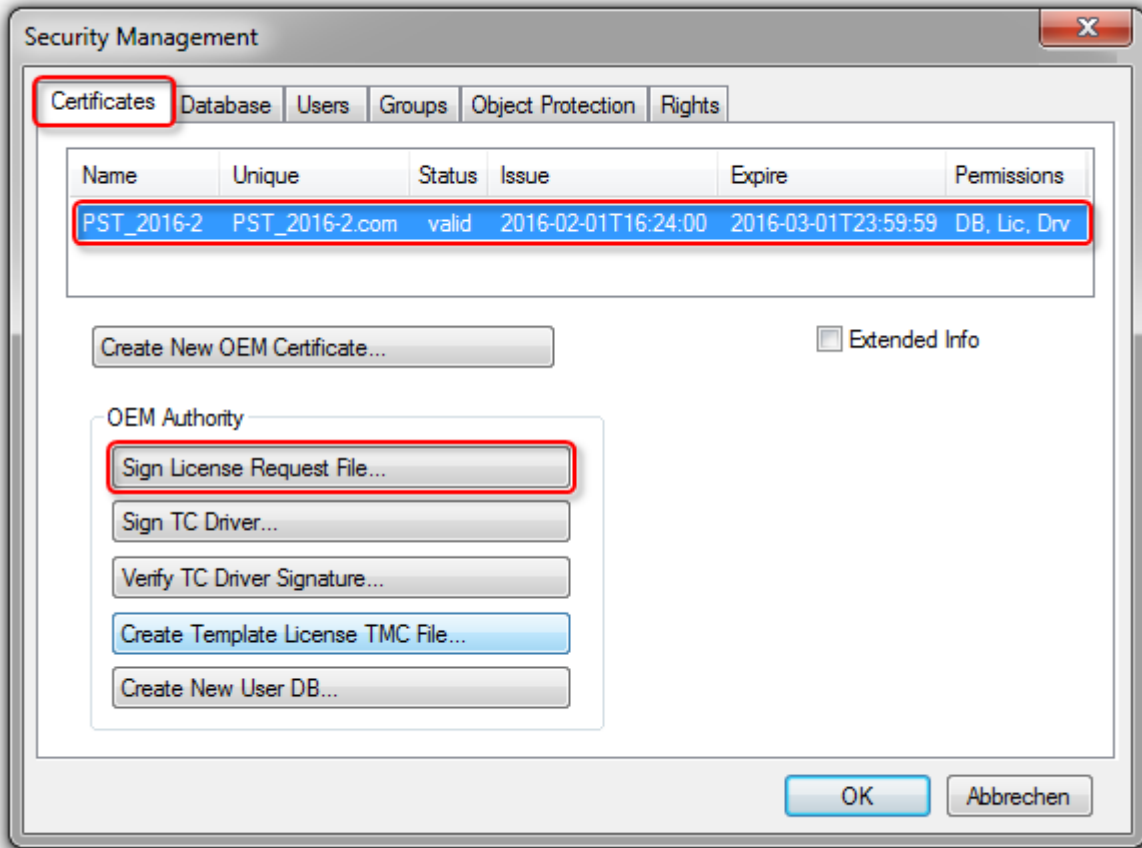 Security Management
Certificates Database Users Groups Object Protection Rights
Name Unique Status Issue Expire Permissions
PST_2016-2 PST_2016-2.com valid 2016-02-01T16:24:00 2016-03-01T23:59:59 DB, Lic, Drv
Create New OEM Certificate... Extended Info
OEM Authority
Sign License Request File...
Sign TC Driver...
Verify TC Driver Signature...
Create Template License TMC File...
Create New User DB...
OK Abbrechen